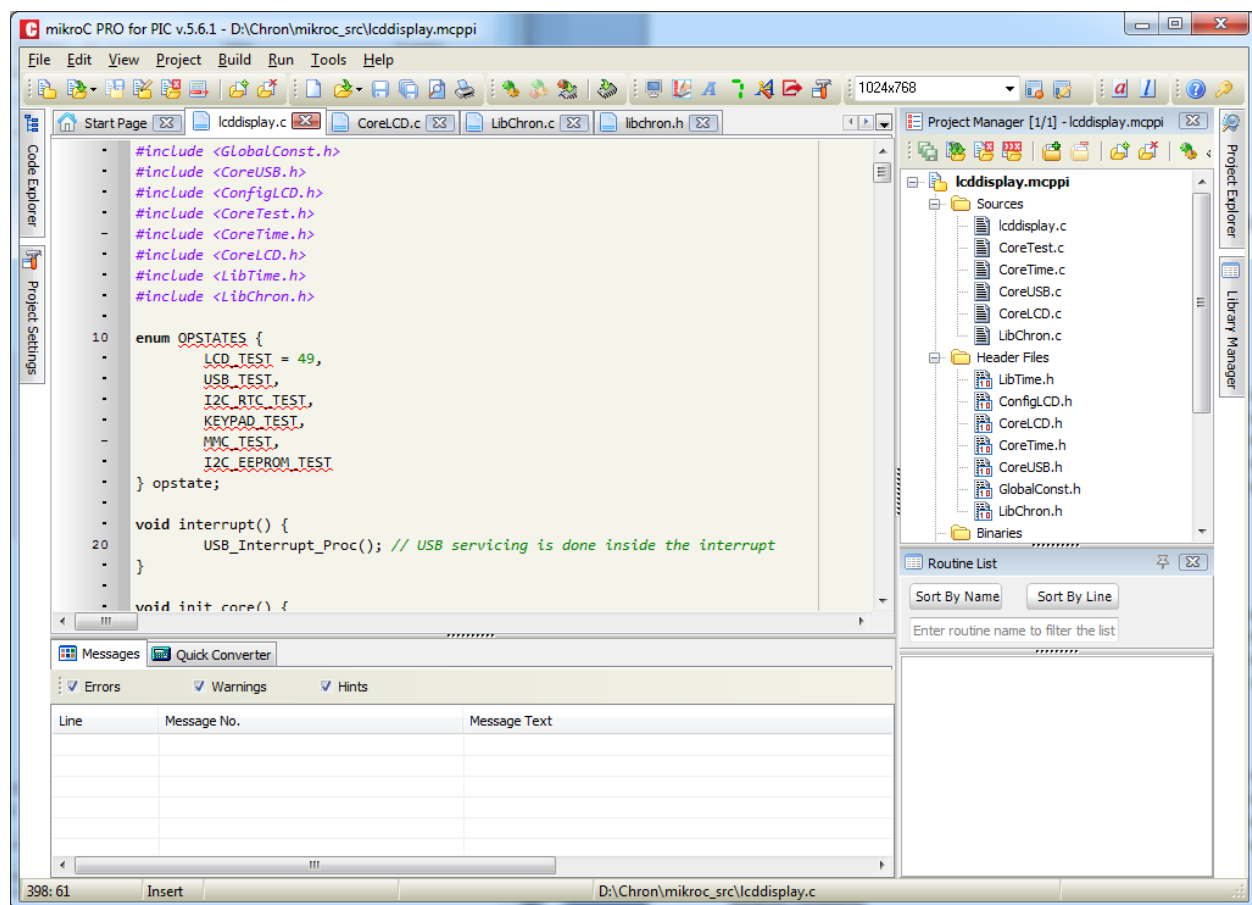 mikroC PRO for PIC v.5.6.1 - D:\Chron\mikroc_src\lcddisplay.mcppi
File Edit View Project Build Run Tools Help
1024x768
Start Page lcddisplay.c CoreLCD.c LibChron.c libchron.h
Code Explorer
Project Settings
#include <GlobalConst.h>
#include <CoreUSB.h>
#include <ConfigLCD.h>
#include <CoreTest.h>
#include <CoreTime.h>
#include <CoreLCD.h>
#include <LibTime.h>
#include <LibChron.h>
10 enum OPSTATES {
LCD_TEST = 49,
USB_TEST,
I2C_RTC_TEST,
KEYPAD_TEST,
MMC_TEST,
I2C_EEPROM_TEST
} opstate;
void interrupt() {
20 USB_Interrupt_Proc(); // USB servicing is done inside the interrupt
}
void init_core() {
Messages Quick Converter
Errors Warnings Hints
Line Message No. Message Text
Project Manager [1/1] - lcddisplay.mcppi
lcddisplay.mcppi
Sources
lcddisplay.c
CoreTest.c
CoreTime.c
CoreUSB.c
CoreLCD.c
LibChron.c
Header Files
LibTime.h
ConfigLCD.h
CoreLCD.h
CoreTime.h
CoreUSB.h
GlobalConst.h
LibChron.h
Binaries
Routine List
Sort By Name Sort By Line
Enter routine name to filter the list
Project Explorer
Library Manager
398: 61 Insert D:\Chron\mikroc_src\lcddisplay.c